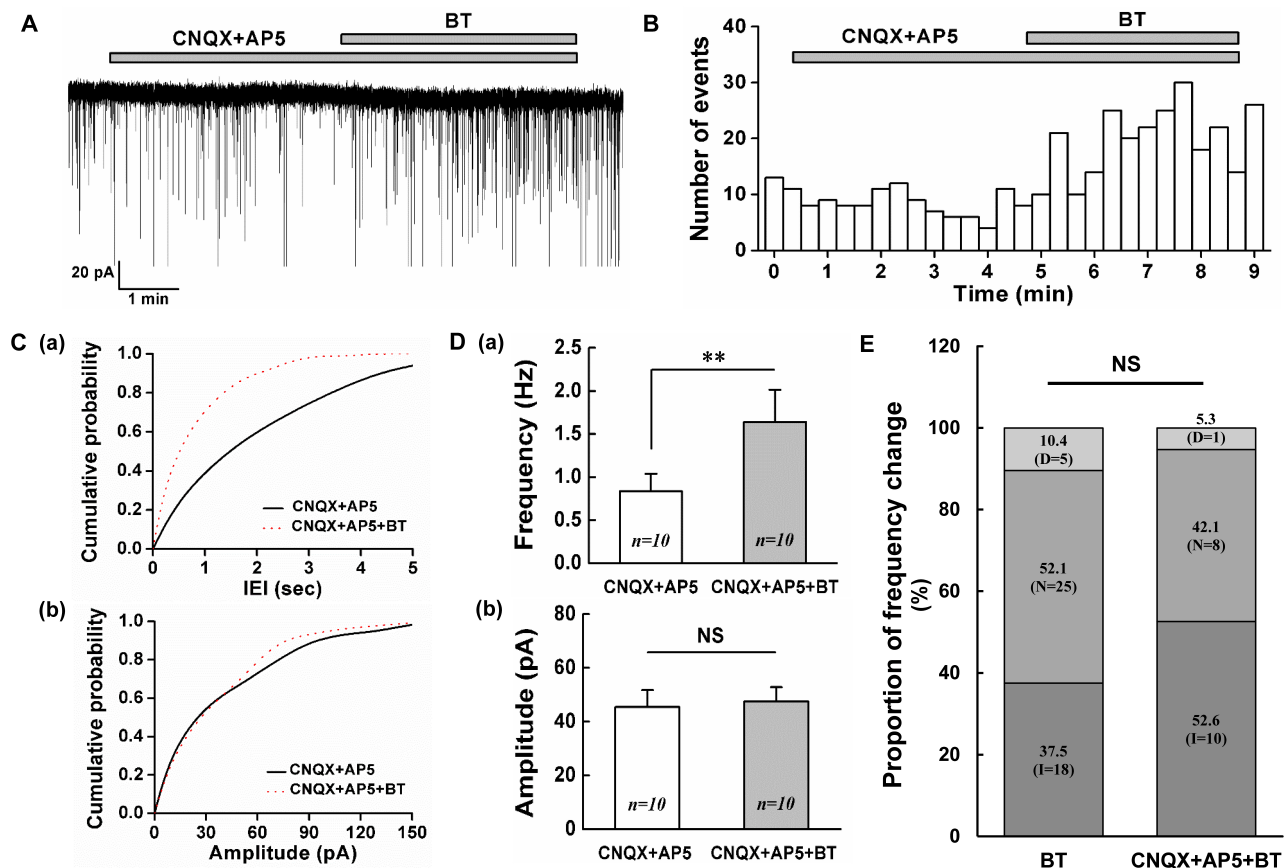 A
BT
CNQX+AP5
20 pA
1 min
B
BT
CNQX+AP5
Number of events
40
30
20
10
0
0 1 2 3 4 5 6 7 8 9
Time (min)
C (a)
Cumulative probability
1.0
0.8
0.6
0.4
0.2
0.0
CNQX+AP5
CNQX+AP5+BT
0 1 2 3 4 5
IEI (sec)
(b)
Cumulative probability
1.0
0.8
0.6
0.4
0.2
0.0
CNQX+AP5
CNQX+AP5+BT
0 30 60 90 120 150
Amplitude (pA)
D (a)
Frequency (Hz)
2.5
2.0
1.5
1.0
0.5
0.0
**
n=10 n=10
CNQX+AP5 CNQX+AP5+BT
(b)
Amplitude (pA)
80
60
40
20
0
NS
n=10 n=10
CNQX+AP5 CNQX+AP5+BT
E
Proportion of frequency change
(%)
120
100
80
60
40
20
0
NS
10.4
(D=5)
52.1
(N=25)
37.5
(I=18)
5.3
(D=1)
42.1
(N=8)
52.6
(I=10)
BT CNQX+AP5+BT